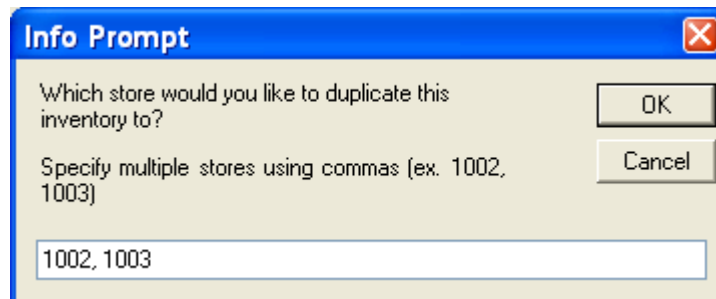 Info Prompt
Which store would you like to duplicate this
inventory to?
OK
Specify multiple stores using commas (ex. 1002,
1003)
Cancel
1002, 1003